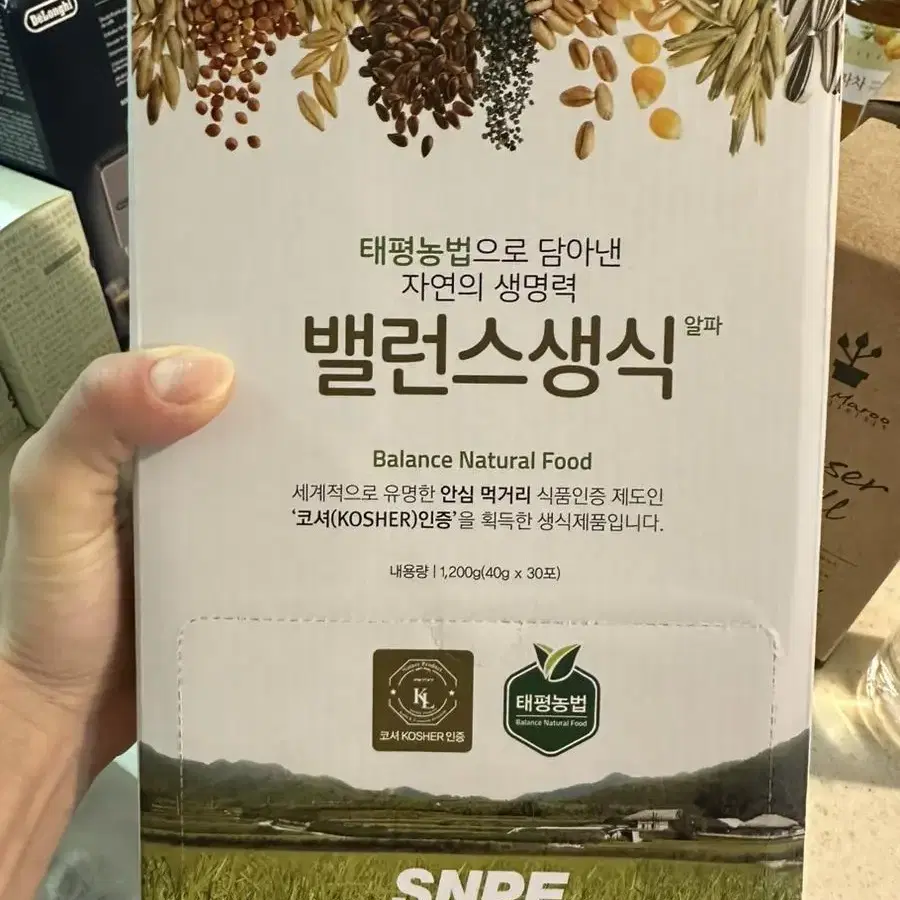 DeLonghi
태평농법으로 담아낸
자연의 생명력
밸런스생식 알파
Balance Natural Food
세계적으로 유명한 안심 먹거리 식품인증 제도인
'코셔(KOSHER)인증'을 획득한 생식제품입니다.
내용량 | 1,200g(40g x 30포)
KL
코셔 KOSHER 인증
태평농법
Balance Natural Food
SNPE
Maroo